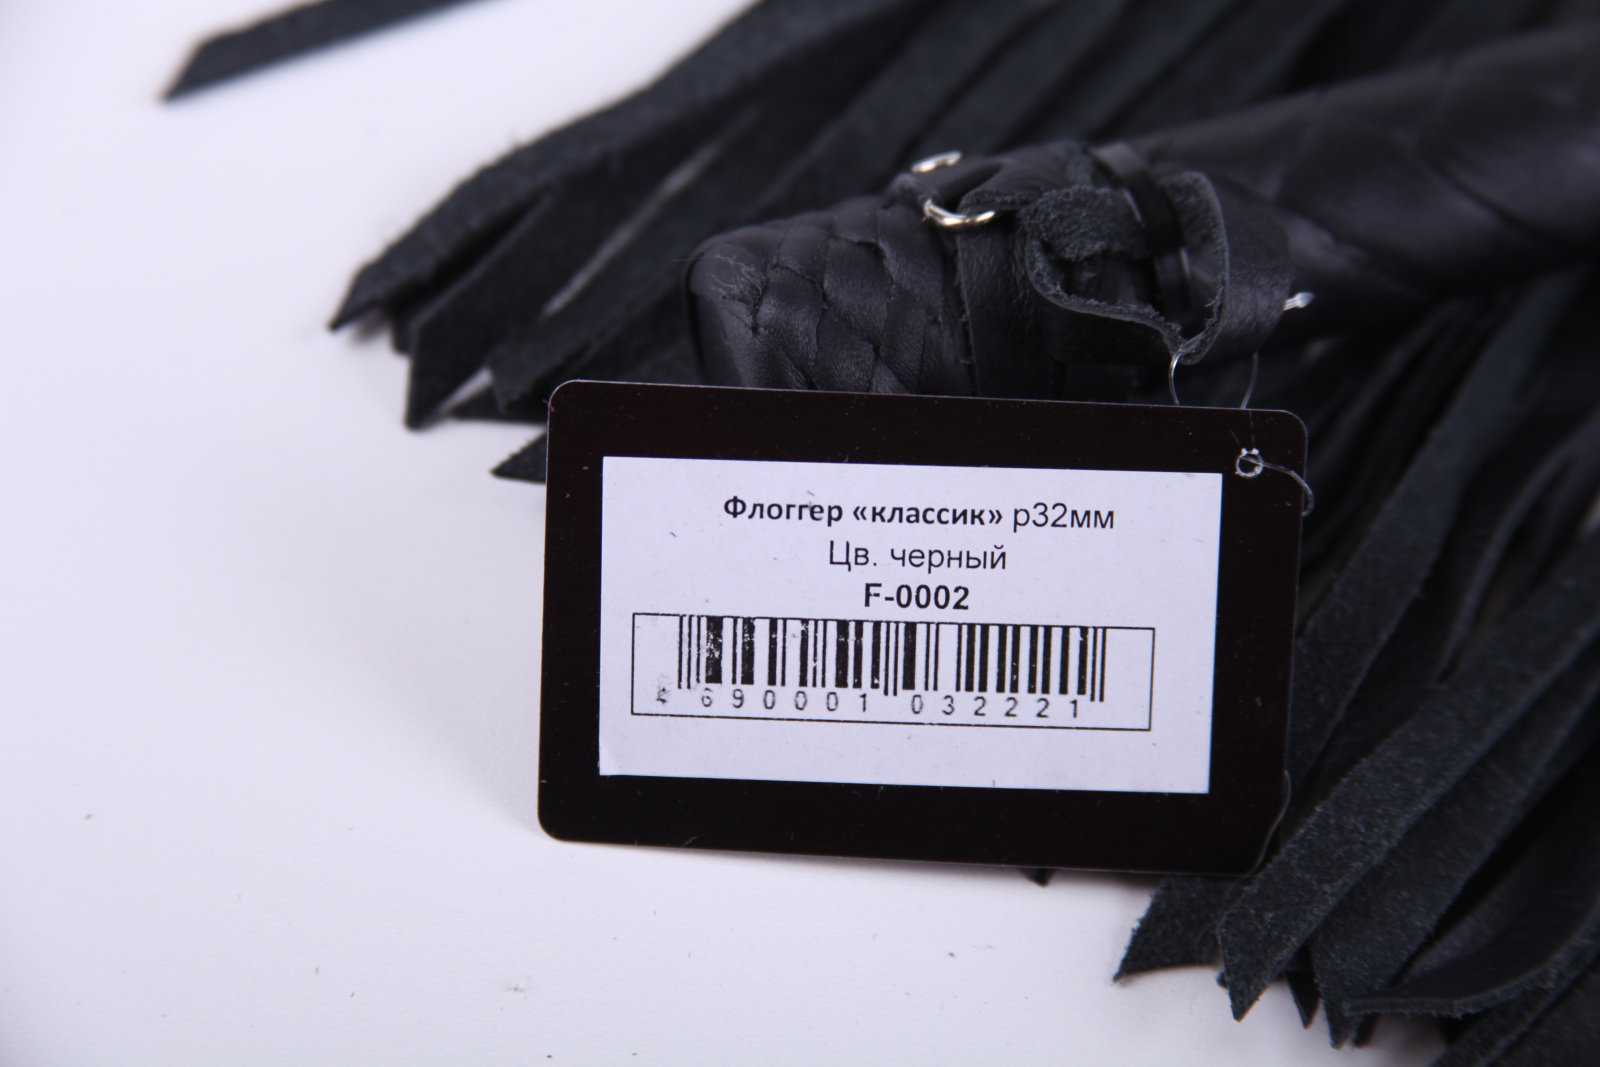 Флоггер «классик» р32мм
Цв. черный
F-0002
4 690001 032221